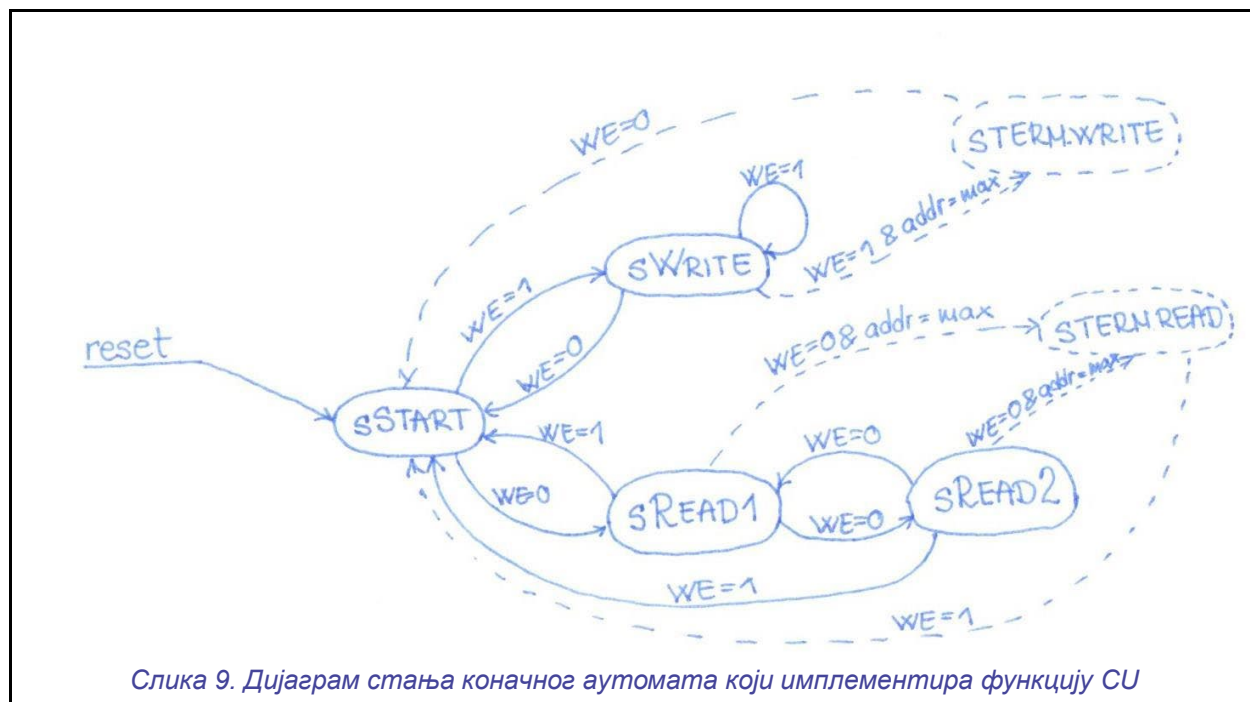 WE=0
STERM.WRITE
WE=1
WE=1 & addr=max
sWRITE
WE=1
WE=0
WE=0 & addr=max
STERM.READ
reset
sSTART
WE=1
WE=0
WE=0 & addr=max
WE=0
sREAD1
WE=0
sREAD2
WE=1
WE=1
Слика 9. Дијаграм стања коначног аутомата који имплементира функцију CU